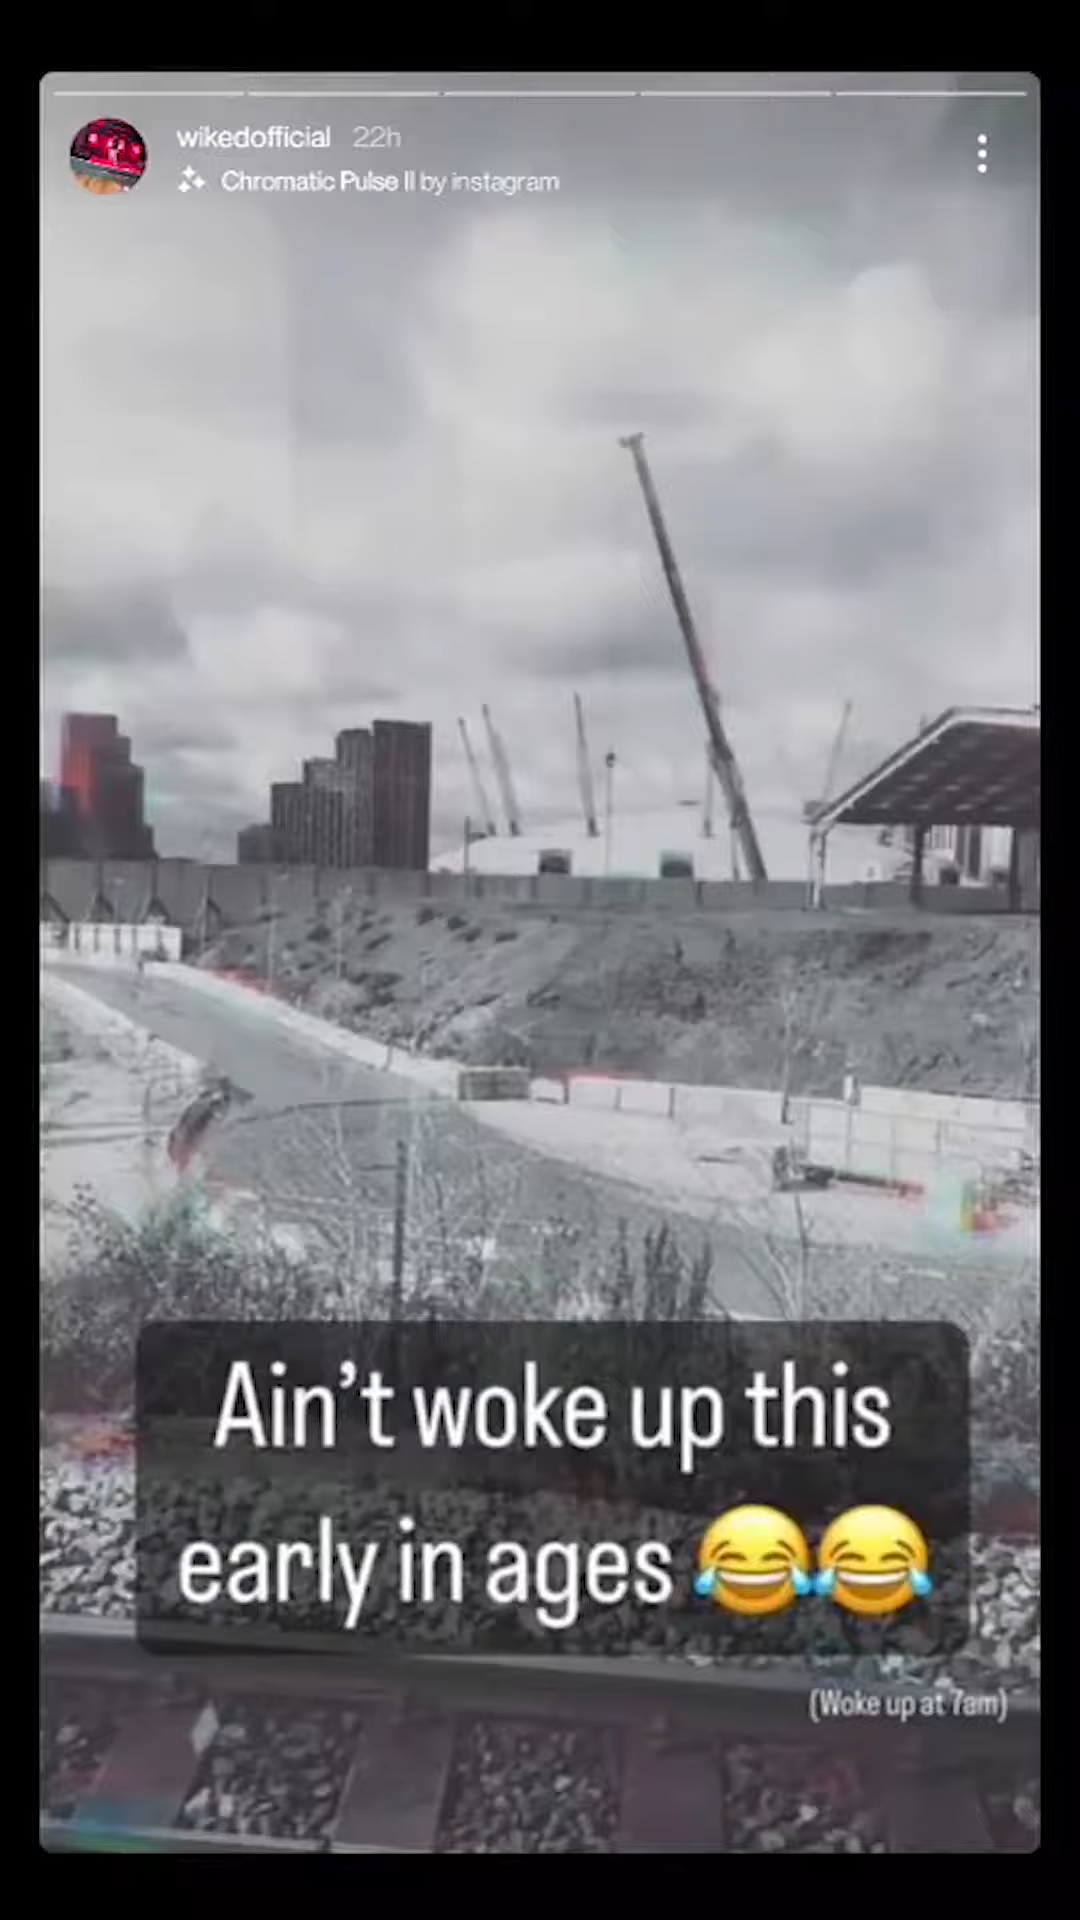 wikedofficial 22h
Chromatic Pulse II by instagram
Ain't woke up this
early in ages 😂😂
(Woke up at 7am)